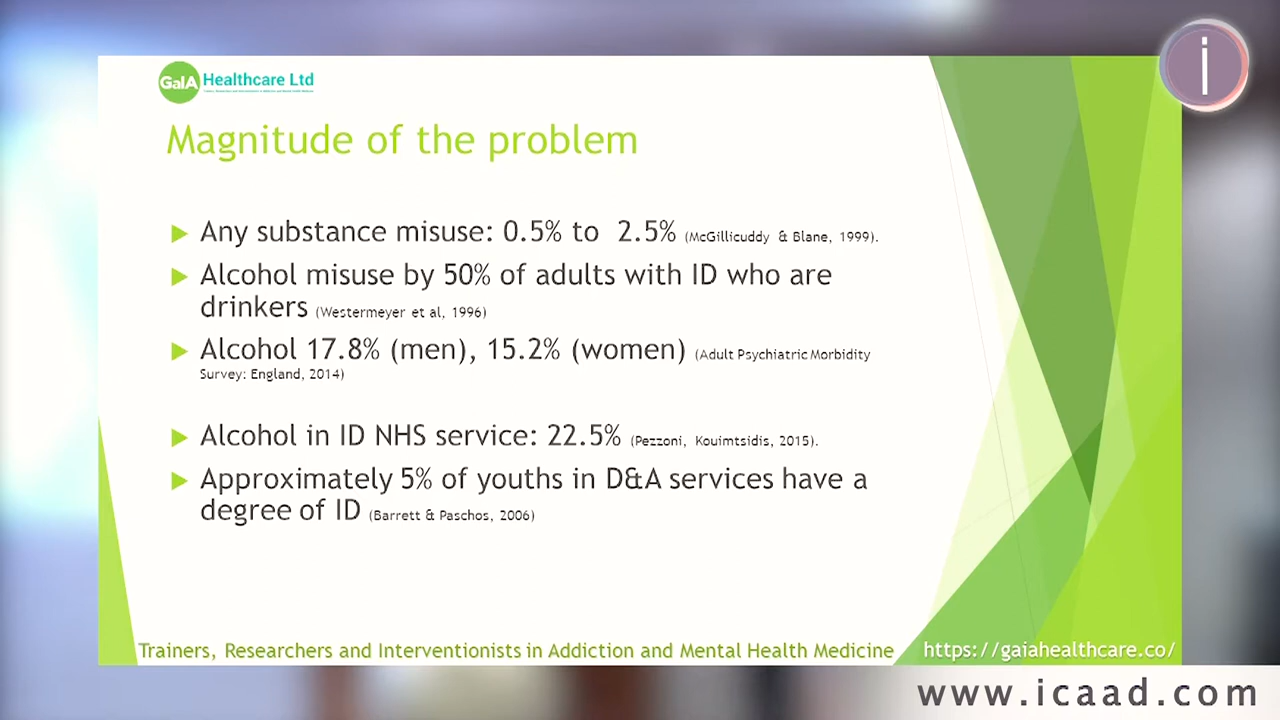 GaIA Healthcare Ltd
Magnitude of the problem
Any substance misuse: 0.5% to 2.5% (McGillicuddy & Blane, 1999).
Alcohol misuse by 50% of adults with ID who are
drinkers (Westermeyer et al, 1996)
Alcohol 17.8% (men), 15.2% (women) (Adult Psychiatric Morbidity
Survey: England, 2014)
Alcohol in ID NHS service: 22.5% (Pezzoni, Kouimtsidis, 2015).
Approximately 5% of youths in D&A services have a
degree of ID (Barrett & Paschos, 2006)
Trainers, Researchers and Interventionists in Addiction and Mental Health Medicine https://gaiahealthcare.co/
i
www.icaad.com